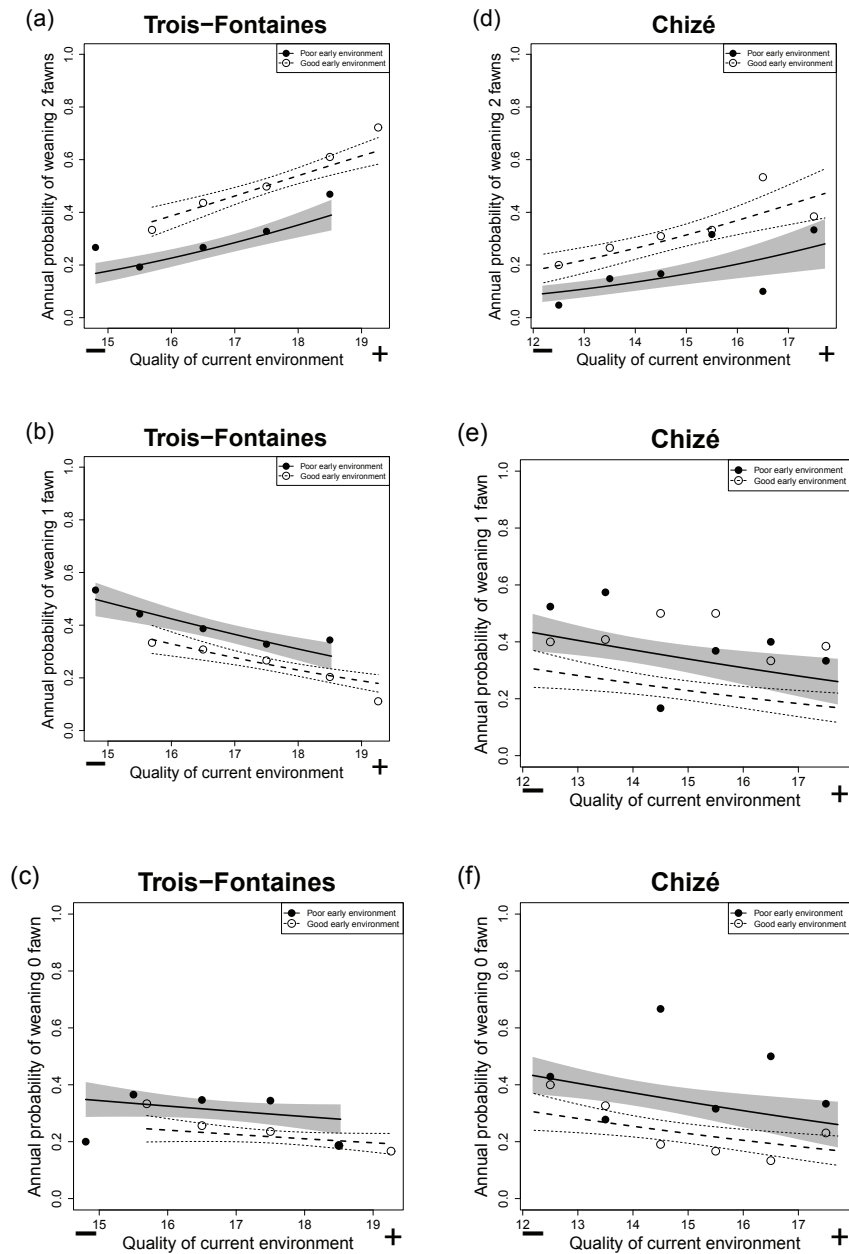 (a)
Trois−Fontaines
Poor early environment
Good early environment
Annual probability of weaning 2 fawns
0.0 0.2 0.4 0.6 0.8 1.0
15 16 17 18 19
− Quality of current environment +
(d)
Chizé
Poor early environment
Good early environment
Annual probability of weaning 2 fawns
0.0 0.2 0.4 0.6 0.8 1.0
12 13 14 15 16 17
− Quality of current environment +
(b)
Trois−Fontaines
Poor early environment
Good early environment
Annual probability of weaning 1 fawn
0.0 0.2 0.4 0.6 0.8 1.0
15 16 17 18 19
− Quality of current environment +
(e)
Chizé
Poor early environment
Good early environment
Annual probability of weaning 1 fawn
0.0 0.2 0.4 0.6 0.8 1.0
12 13 14 15 16 17
− Quality of current environment +
(c)
Trois−Fontaines
Poor early environment
Good early environment
Annual probability of weaning 0 fawn
0.0 0.2 0.4 0.6 0.8 1.0
15 16 17 18 19
− Quality of current environment +
(f)
Chizé
Poor early environment
Good early environment
Annual probability of weaning 0 fawn
0.0 0.2 0.4 0.6 0.8 1.0
12 13 14 15 16 17
− Quality of current environment +